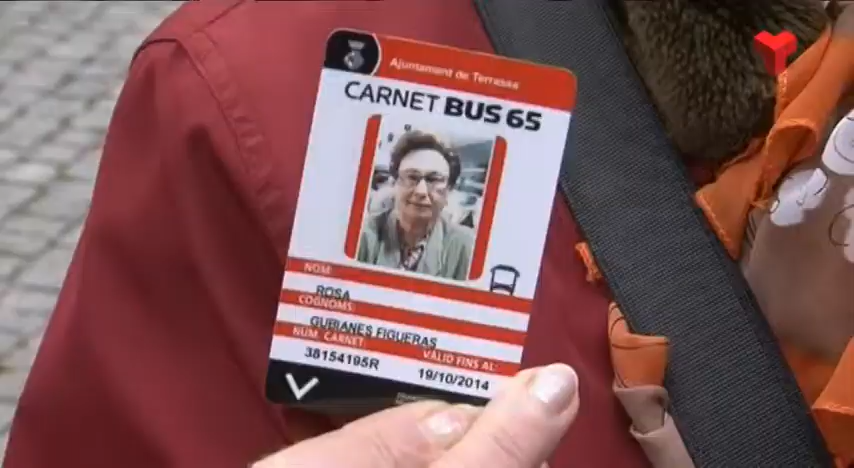 Ajuntament de Terrassa
CARNET BUS 65
NOM:
ROSA
COGNOMS:
GUBIANES FIGUERAS
NÚM. CARNET
VÀLID FINS AL:
38154195R
19/10/2014